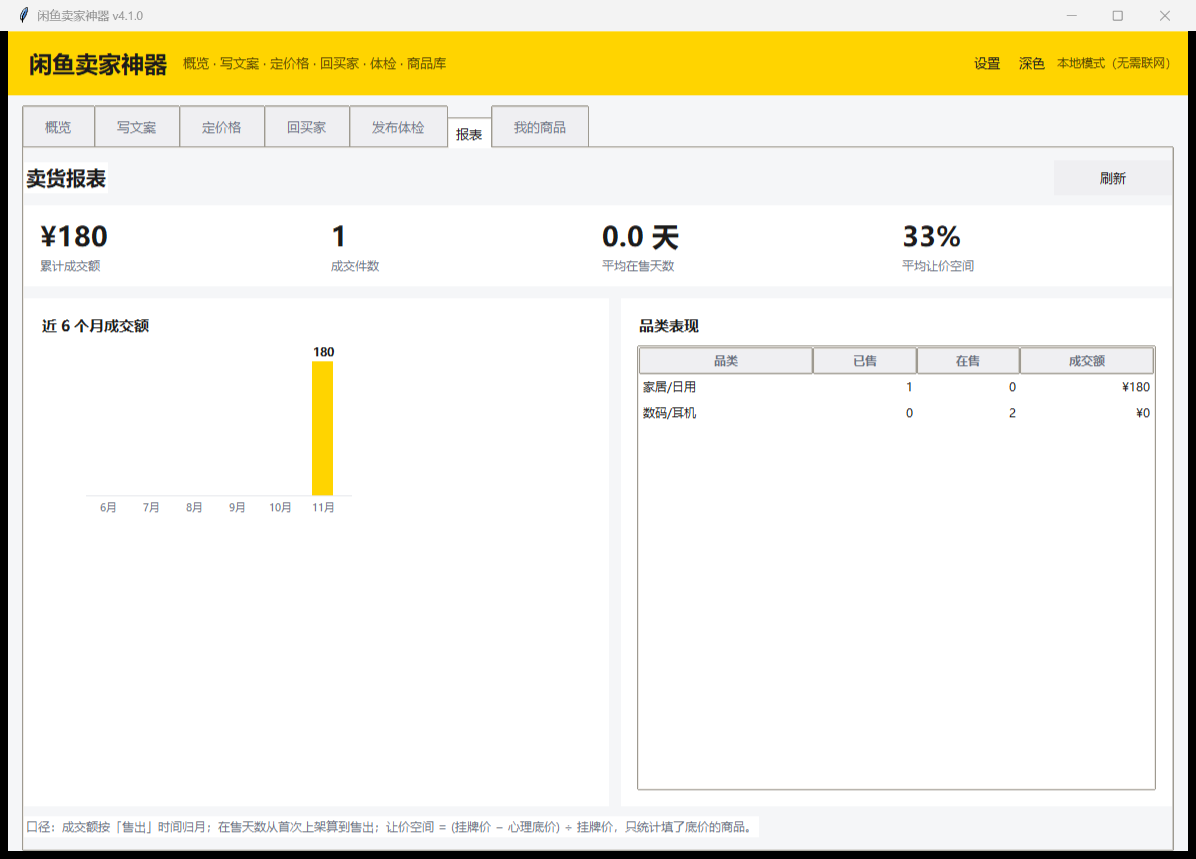 闲鱼卖家神器 v4.1.0
闲鱼卖家神器 概览 · 写文案 · 定价格 · 回买家 · 体检 · 商品库 设置 深色 本地模式（无需联网）
概览 写文案 定价格 回买家 发布体检 报表 我的商品
卖货报表 刷新
¥180 1 0.0 天 33%
累计成交额 成交件数 平均在售天数 平均让价空间
近 6 个月成交额
180
6月 7月 8月 9月 10月 11月
品类表现
品类 已售 在售 成交额
家居/日用 1 0 ¥180
数码/耳机 0 2 ¥0
口径：成交额按「售出」时间归月；在售天数从首次上架算到售出；让价空间 = (挂牌价 − 心理底价) ÷ 挂牌价，只统计填了底价的商品。